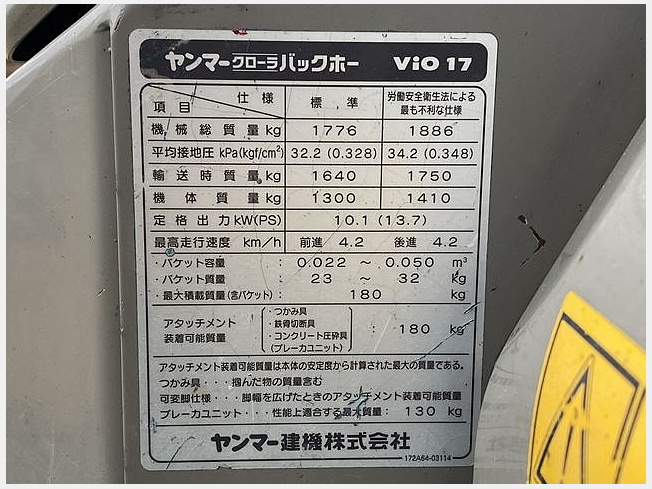 ヤンマークローラバックホー ViO 17
仕様 標準 労働安全衛生法による
項目 最も不利な仕様
機械総質量kg 1776 1886
平均接地圧 kPa(kgf/cm²) 32.2 (0.328) 34.2 (0.348)
輸送時質量kg 1640 1750
機体質量kg 1300 1410
定格出力kW(PS) 10.1 (13.7)
最高走行速度 km/h 前進 4.2 後進 4.2
・バケット容量 : 0.022 ～ 0.050 m³
・バケット質量 : 23 ～ 32 kg
・最大積載質量(含バケット) : 180 kg
・つかみ具
アタッチメント ・鉄骨切断具
装着可能質量 ・コンクリート圧砕具 : 180 kg
(ブレーカユニット)
アタッチメント装着可能質量は本体の安定度から計算された最大の質量である。
つかみ具・・・掴んだ物の質量含む
可変脚仕様・・・脚幅を広げたときのアタッチメント装着可能質量
ブレーカユニット・・・性能上適合する最大質量: 130 kg
ヤンマー建機株式会社
172A64-03114